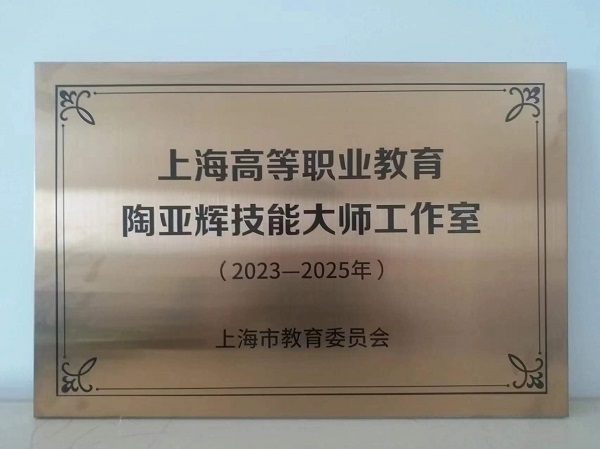 上海高等职业教育
陶亚辉技能大师工作室
（2023—2025年）
上海市教育委员会